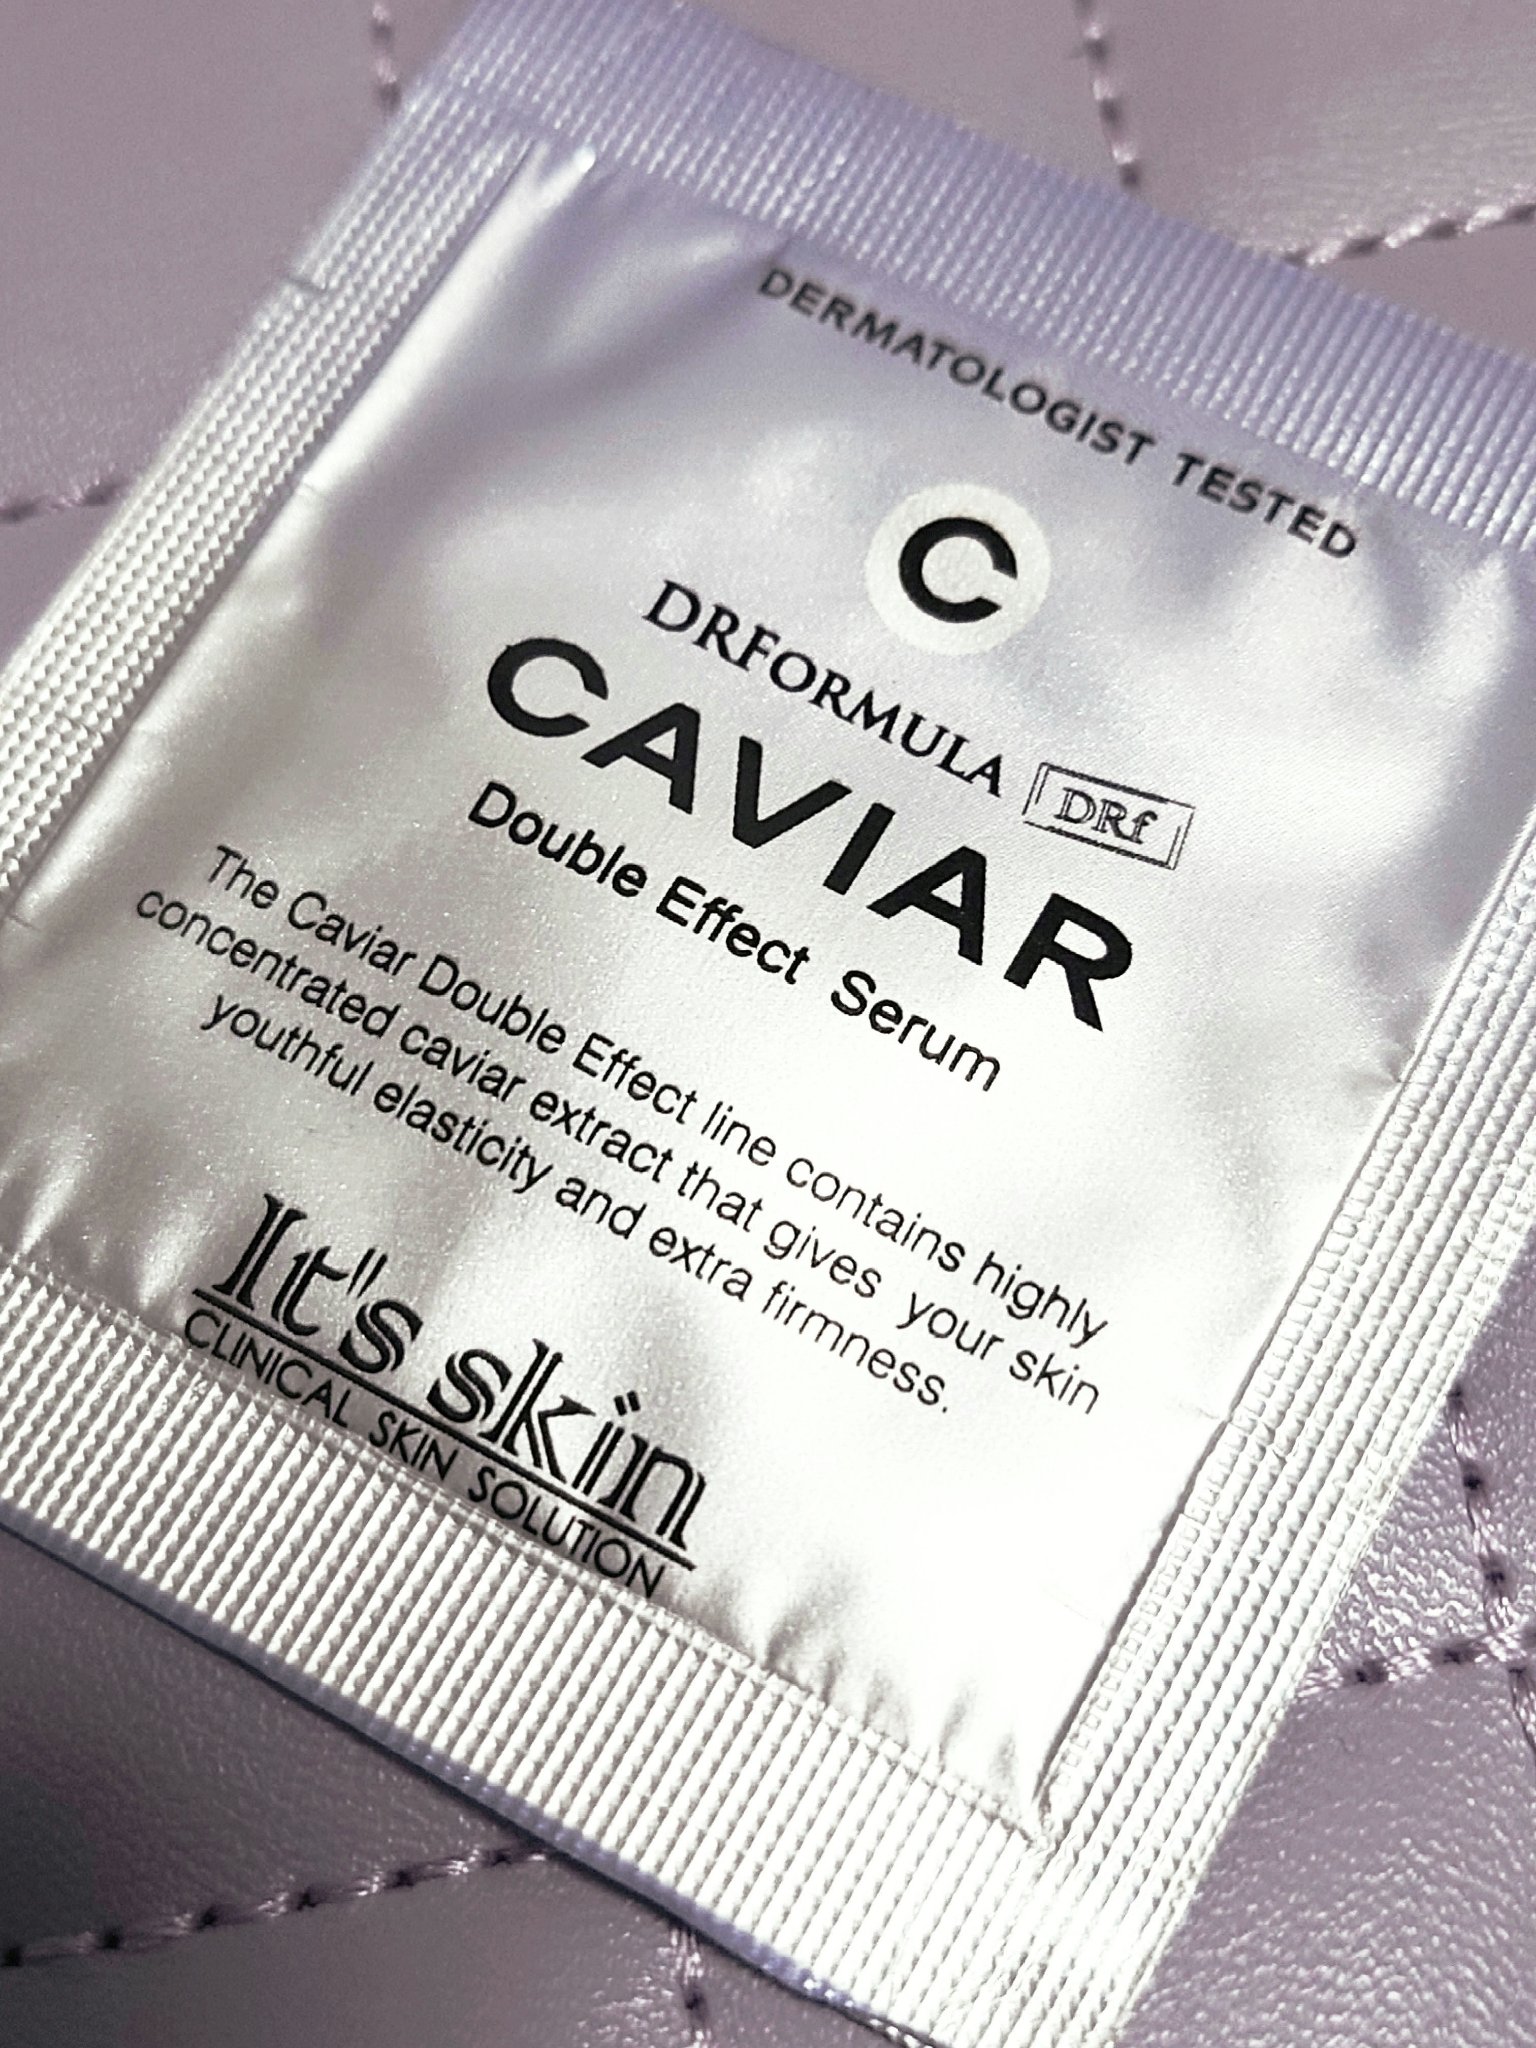 DERMATOLOGIST TESTED
C
DRFORMULA DRf
CAVIAR
Double Effect Serum
The Caviar Double Effect line contains highly
concentrated caviar extract that gives your skin
youthful elasticity and extra firmness.
It's skin
CLINICAL SKIN SOLUTION